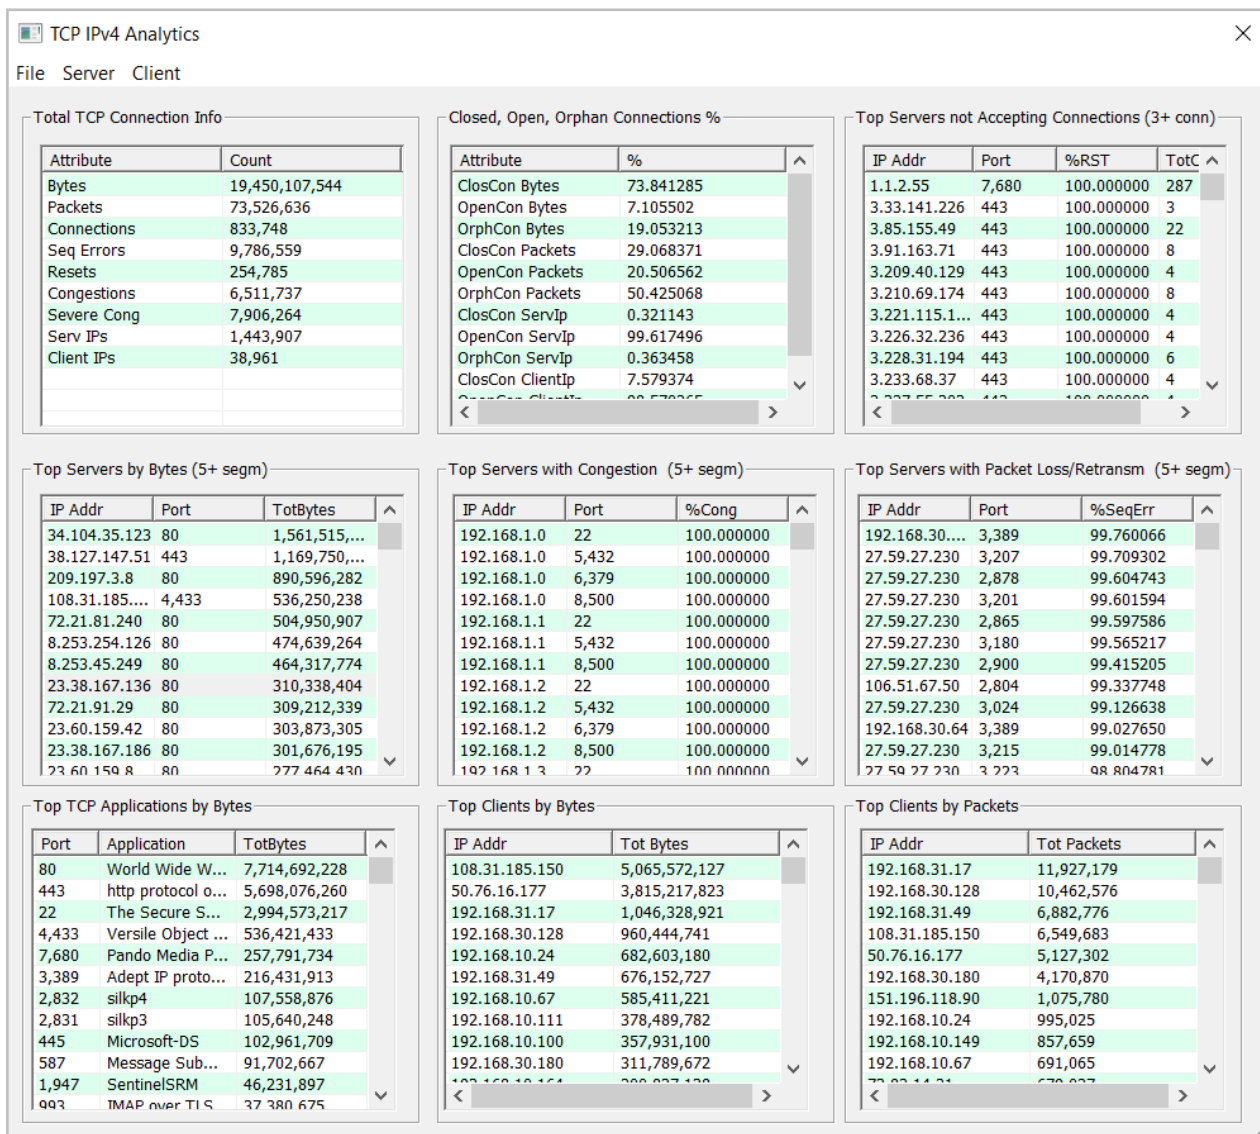 TCP IPv4 Analytics
File Server Client
Total TCP Connection Info
Attribute Count
Bytes 19,450,107,544
Packets 73,526,636
Connections 833,748
Seq Errors 9,786,559
Resets 254,785
Congestions 6,511,737
Severe Cong 7,906,264
Serv IPs 1,443,907
Client IPs 38,961
Closed, Open, Orphan Connections %
Attribute %
ClosCon Bytes 73.841285
OpenCon Bytes 7.105502
OrphCon Bytes 19.053213
ClosCon Packets 29.068371
OpenCon Packets 20.506562
OrphCon Packets 50.425068
ClosCon ServIp 0.321143
OpenCon ServIp 99.617496
OrphCon ServIp 0.363458
ClosCon ClientIp 7.579374
Top Servers not Accepting Connections (3+ conn)
IP Addr Port %RST TotC
1.1.2.55 7,680 100.000000 287
3.33.141.226 443 100.000000 3
3.85.155.49 443 100.000000 22
3.91.163.71 443 100.000000 8
3.209.40.129 443 100.000000 4
3.210.69.174 443 100.000000 8
3.221.115.1... 443 100.000000 4
3.226.32.236 443 100.000000 4
3.228.31.194 443 100.000000 6
3.233.68.37 443 100.000000 4
Top Servers by Bytes (5+ segm)
IP Addr Port TotBytes
34.104.35.123 80 1,561,515,...
38.127.147.51 443 1,169,750,...
209.197.3.8 80 890,596,282
108.31.185.... 4,433 536,250,238
72.21.81.240 80 504,950,907
8.253.254.126 80 474,639,264
8.253.45.249 80 464,317,774
23.38.167.136 80 310,338,404
72.21.91.29 80 309,212,339
23.60.159.42 80 303,873,305
23.38.167.186 80 301,676,195
23.60.159.8 80 277,464,430
Top Servers with Congestion (5+ segm)
IP Addr Port %Cong
192.168.1.0 22 100.000000
192.168.1.0 5,432 100.000000
192.168.1.0 6,379 100.000000
192.168.1.0 8,500 100.000000
192.168.1.1 22 100.000000
192.168.1.1 5,432 100.000000
192.168.1.1 8,500 100.000000
192.168.1.2 22 100.000000
192.168.1.2 5,432 100.000000
192.168.1.2 6,379 100.000000
192.168.1.2 8,500 100.000000
192.168.1.3 22 100.000000
Top Servers with Packet Loss/Retransm (5+ segm)
IP Addr Port %SeqErr
192.168.30.... 3,389 99.760066
27.59.27.230 3,207 99.709302
27.59.27.230 2,878 99.604743
27.59.27.230 3,201 99.601594
27.59.27.230 2,865 99.597586
27.59.27.230 3,180 99.565217
27.59.27.230 2,900 99.415205
106.51.67.50 2,804 99.337748
27.59.27.230 3,024 99.126638
192.168.30.64 3,389 99.027650
27.59.27.230 3,215 99.014778
27.59.27.230 3,223 98.804781
Top TCP Applications by Bytes
Port Application TotBytes
80 World Wide W... 7,714,692,228
443 http protocol o... 5,698,076,260
22 The Secure S... 2,994,573,217
4,433 Versile Object ... 536,421,433
7,680 Pando Media P... 257,791,734
3,389 Adept IP proto... 216,431,913
2,832 silkp4 107,558,876
2,831 silkp3 105,640,248
445 Microsoft-DS 102,961,709
587 Message Sub... 91,702,667
1,947 SentinelSRM 46,231,897
993 IMAP over TLS 37,380,675
Top Clients by Bytes
IP Addr Tot Bytes
108.31.185.150 5,065,572,127
50.76.16.177 3,815,217,823
192.168.31.17 1,046,328,921
192.168.30.128 960,444,741
192.168.10.24 682,603,180
192.168.31.49 676,152,727
192.168.10.67 585,411,221
192.168.10.111 378,489,782
192.168.10.100 357,931,100
192.168.30.180 311,789,672
Top Clients by Packets
IP Addr Tot Packets
192.168.31.17 11,927,179
192.168.30.128 10,462,576
192.168.31.49 6,882,776
108.31.185.150 6,549,683
50.76.16.177 5,127,302
192.168.30.180 4,170,870
151.196.118.90 1,075,780
192.168.10.24 995,025
192.168.10.149 857,659
192.168.10.67 691,065